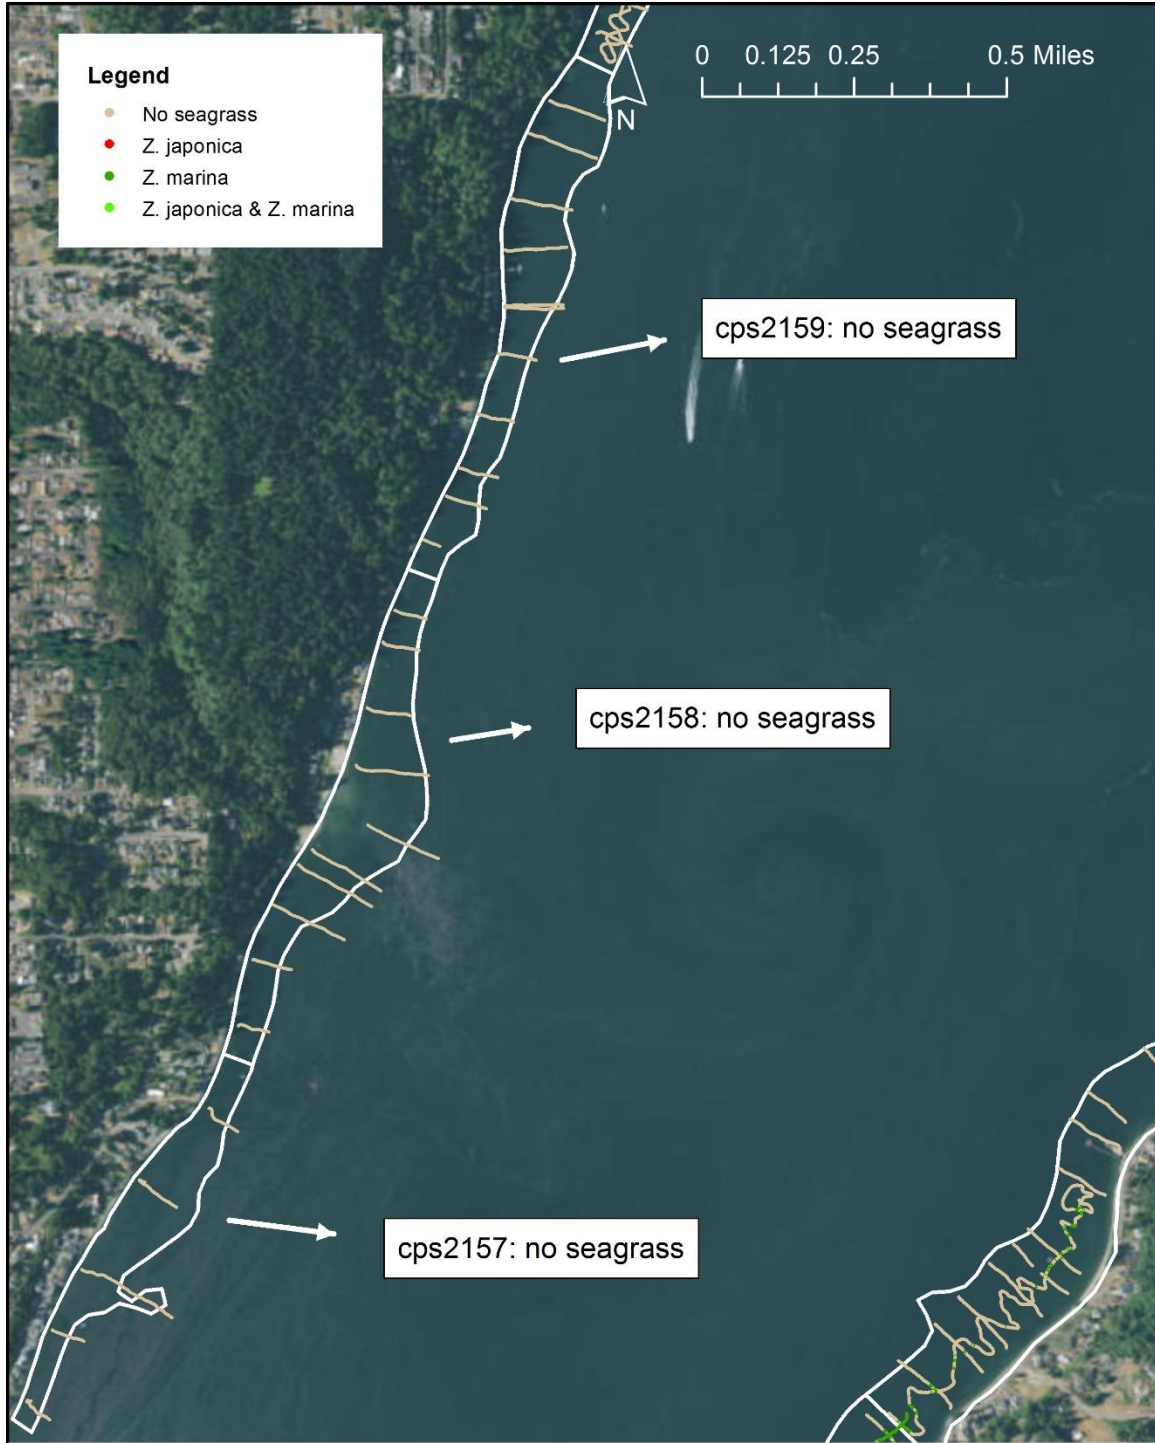 Legend
No seagrass
Z. japonica
Z. marina
Z. japonica & Z. marina
0 0.125 0.25 0.5 Miles
N
cps2159: no seagrass
cps2158: no seagrass
cps2157: no seagrass